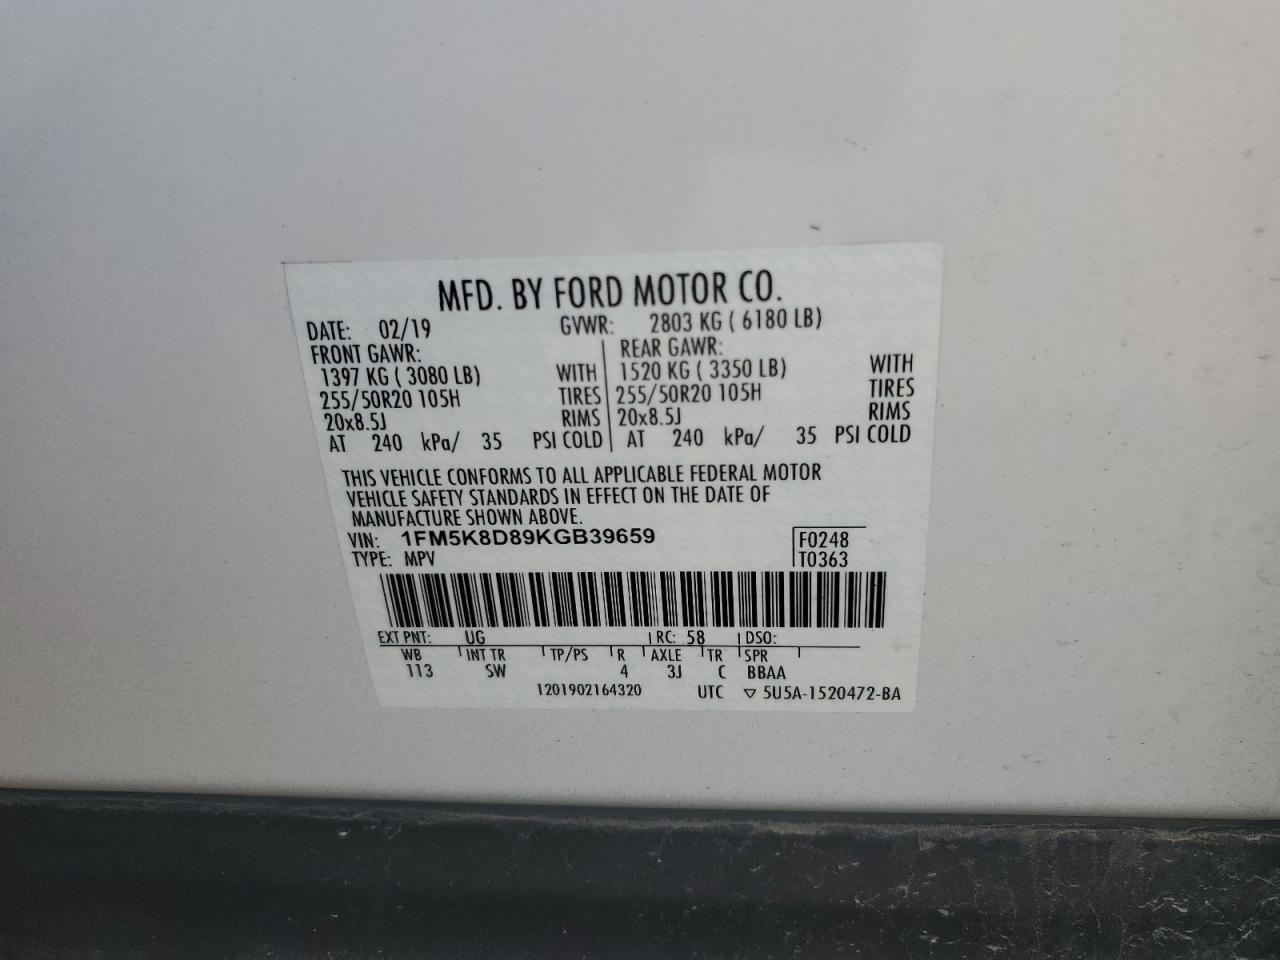 MFD. BY FORD MOTOR CO.
DATE: 02/19 GVWR: 2803 KG ( 6180 LB)
FRONT GAWR: REAR GAWR:
1397 KG ( 3080 LB) WITH 1520 KG ( 3350 LB) WITH
255/50R20 105H TIRES 255/50R20 105H TIRES
20x8.5J RIMS 20x8.5J RIMS
AT 240 kPa/ 35 PSI COLD AT 240 kPa/ 35 PSI COLD
THIS VEHICLE CONFORMS TO ALL APPLICABLE FEDERAL MOTOR
VEHICLE SAFETY STANDARDS IN EFFECT ON THE DATE OF
MANUFACTURE SHOWN ABOVE.
VIN: 1FM5K8D89KGB39659 F0248
TYPE: MPV T0363
EXT PNT: UG RC: 58 DSO:
WB INT TR TP/PS R AXLE TR SPR
113 SW 4 3J C BBAA
1201902164320 UTC ▽ 5U5A-1520472-BA